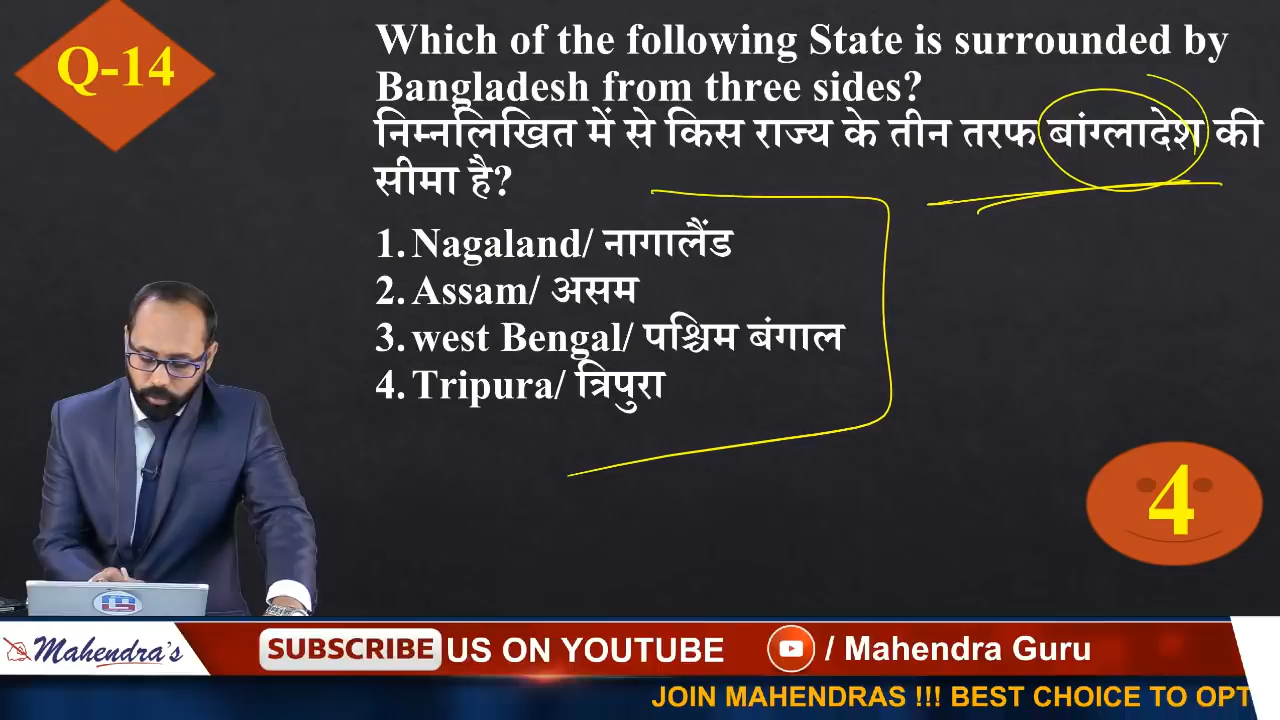 Q-14
Which of the following State is surrounded by
Bangladesh from three sides?
निम्नलिखित में से किस राज्य के तीन तरफ बांग्लादेश की
सीमा है?
1. Nagaland/ नागालैंड
2. Assam/ असम
3. west Bengal/ पश्चिम बंगाल
4. Tripura/ त्रिपुरा
4
Mahendra's
SUBSCRIBE US ON YOUTUBE
/ Mahendra Guru
JOIN MAHENDRAS !!! BEST CHOICE TO OPT